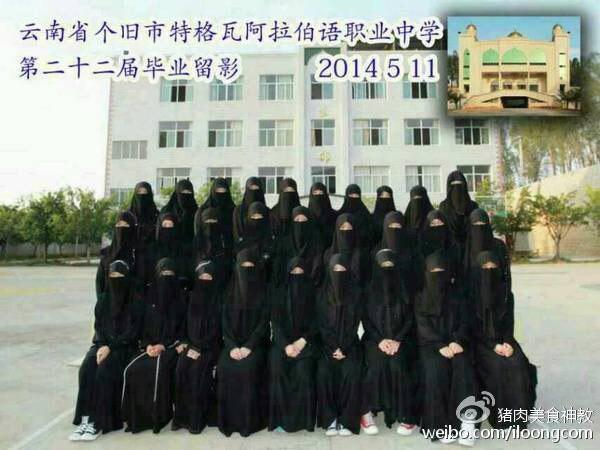 云南省个旧市特格瓦阿拉伯语职业中学
第二十二届毕业留影 2014 5 11
猪肉美食神教
weibo.com/iloongcom